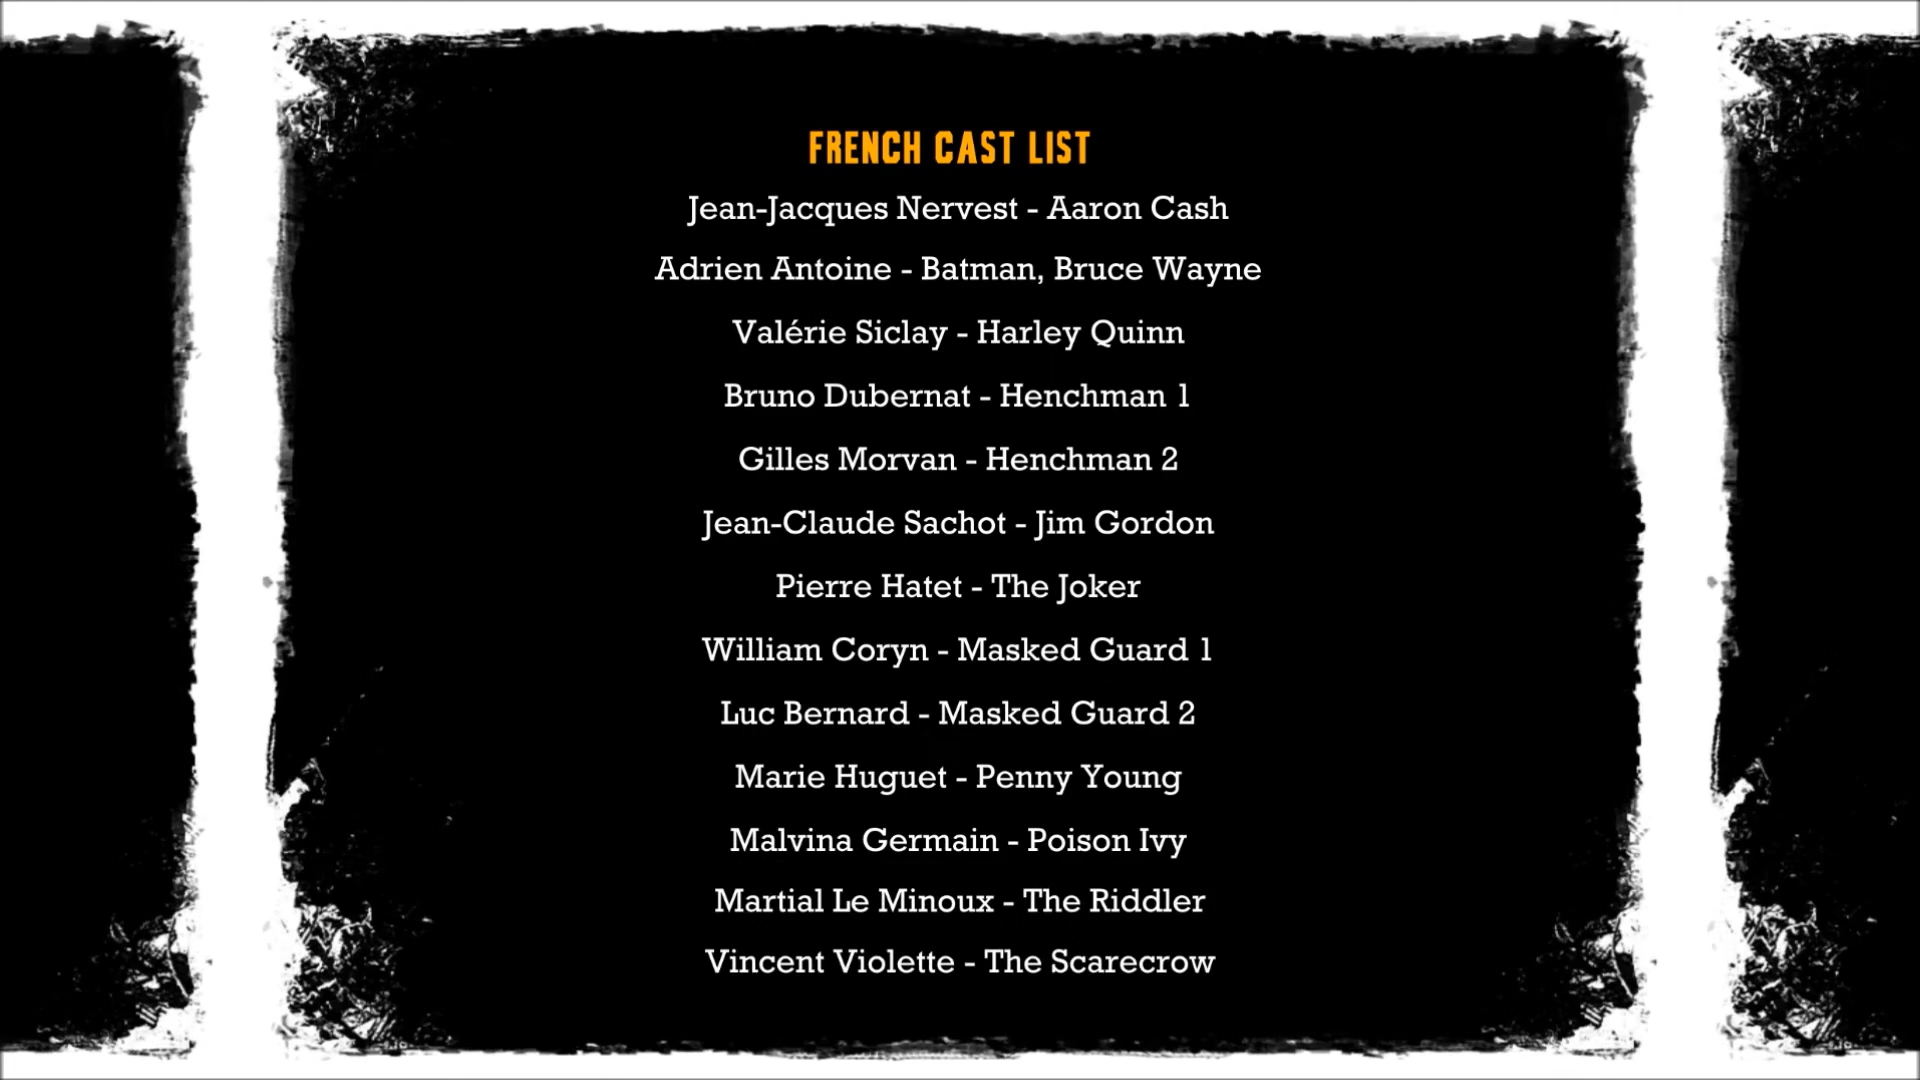 FRENCH CAST LIST
Jean-Jacques Nervest - Aaron Cash
Adrien Antoine - Batman, Bruce Wayne
Valérie Siclay - Harley Quinn
Bruno Dubernat - Henchman 1
Gilles Morvan - Henchman 2
Jean-Claude Sachot - Jim Gordon
Pierre Hatet - The Joker
William Coryn - Masked Guard 1
Luc Bernard - Masked Guard 2
Marie Huguet - Penny Young
Malvina Germain - Poison Ivy
Martial Le Minoux - The Riddler
Vincent Violette - The Scarecrow